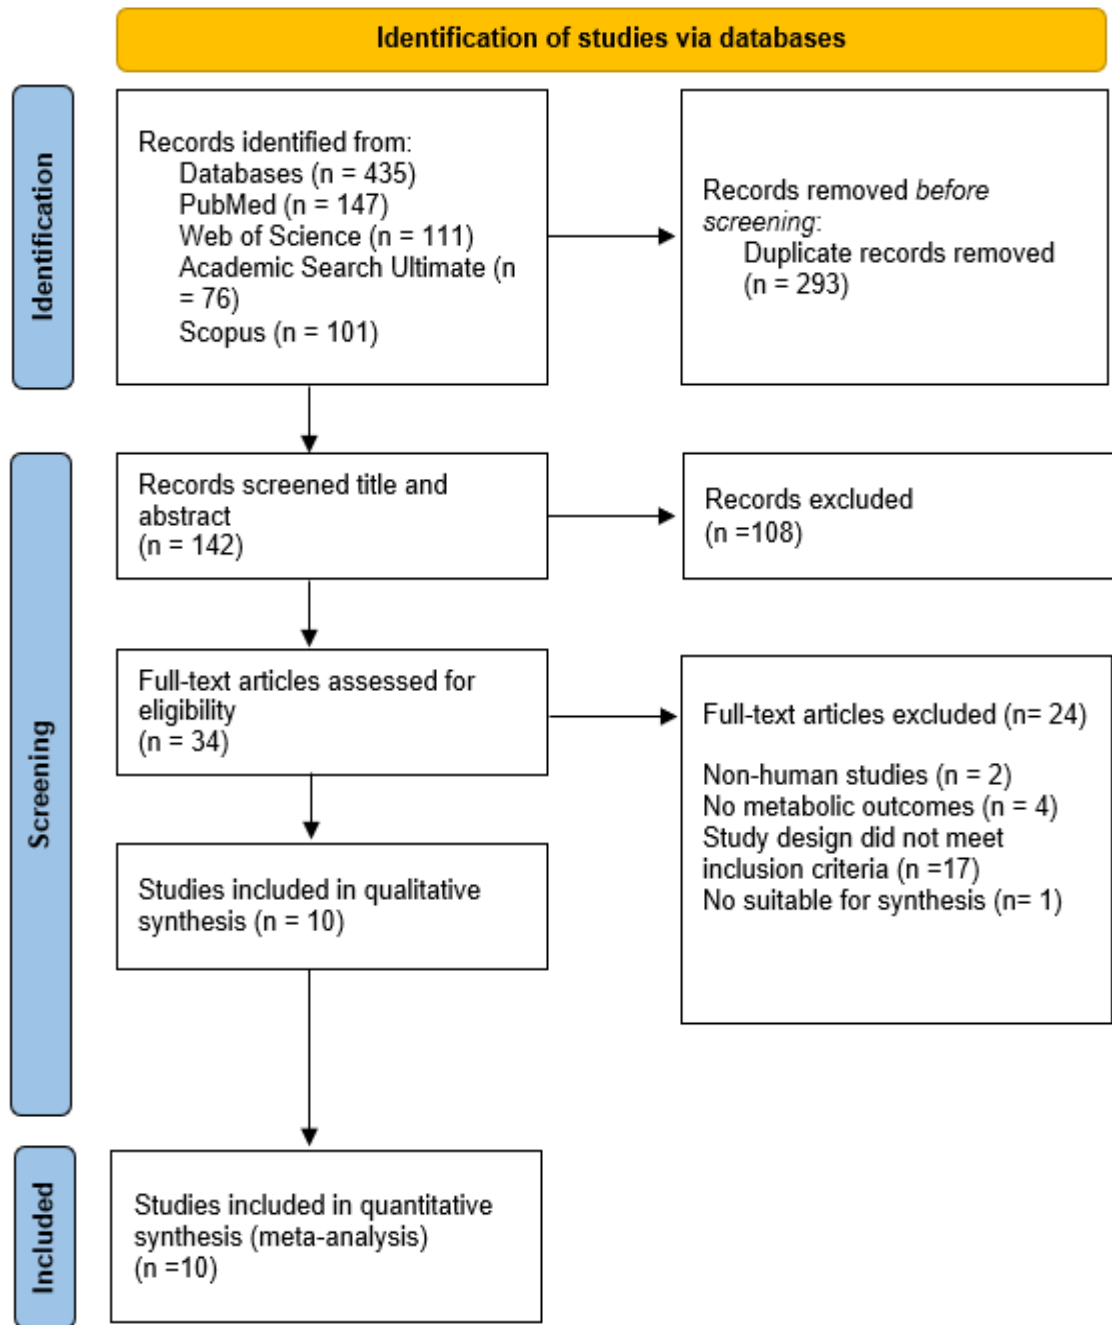 Identification of studies via databases
Identification
Records identified from:
Databases (n = 435)
PubMed (n = 147)
Web of Science (n = 111)
Academic Search Ultimate (n
= 76)
Scopus (n = 101)
Records removed before
screening:
Duplicate records removed
(n = 293)
Screening
Records screened title and
abstract
(n = 142)
Records excluded
(n =108)
Full-text articles assessed for
eligibility
(n = 34)
Full-text articles excluded (n= 24)
Non-human studies (n = 2)
No metabolic outcomes (n = 4)
Study design did not meet
inclusion criteria (n =17)
No suitable for synthesis (n= 1)
Studies included in qualitative
synthesis (n = 10)
Included
Studies included in quantitative
synthesis (meta-analysis)
(n =10)